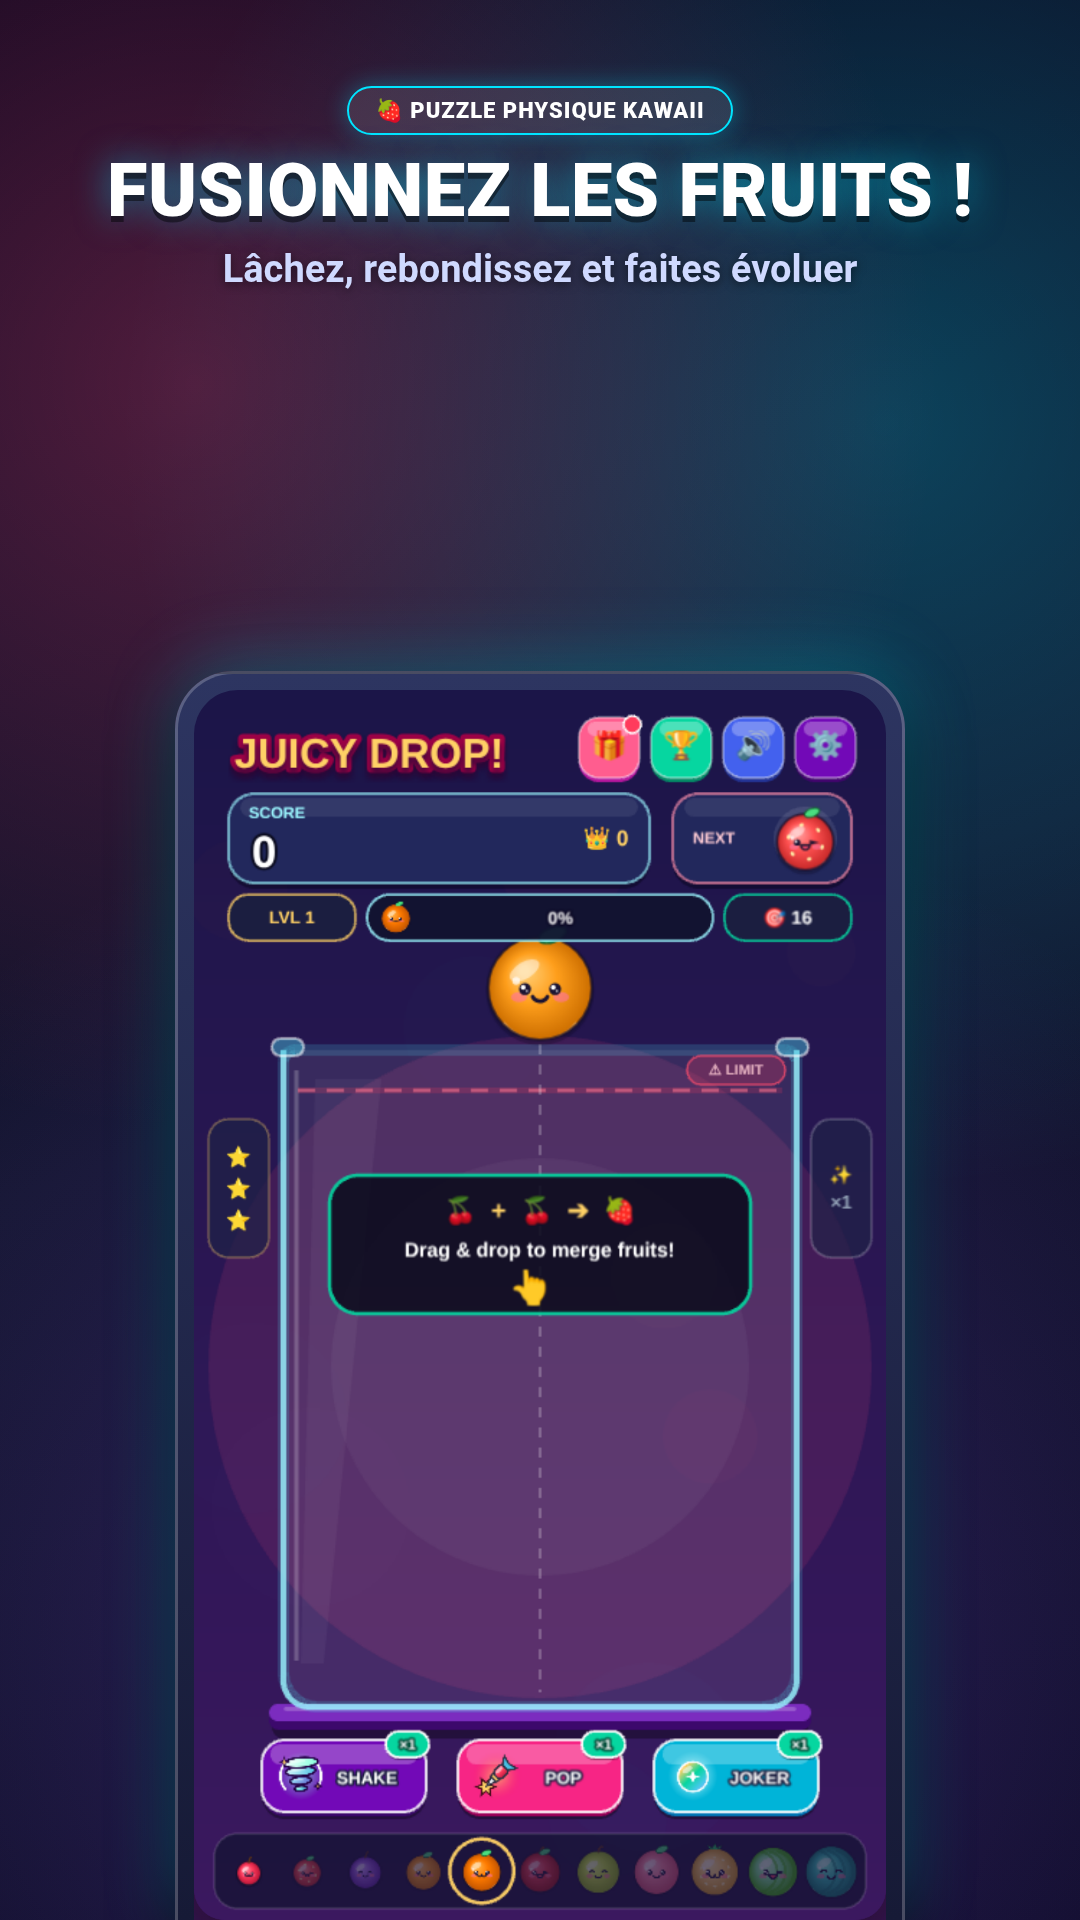 PUZZLE PHYSIQUE KAWAII
FUSIONNEZ LES FRUITS !
Lâchez, rebondissez et faites évoluer
JUICY DROP!
SCORE
0
0
NEXT
LVL 1
0%
16
LIMIT
×1
+
Drag & drop to merge fruits!
×1
×1
×1
SHAKE
POP
JOKER